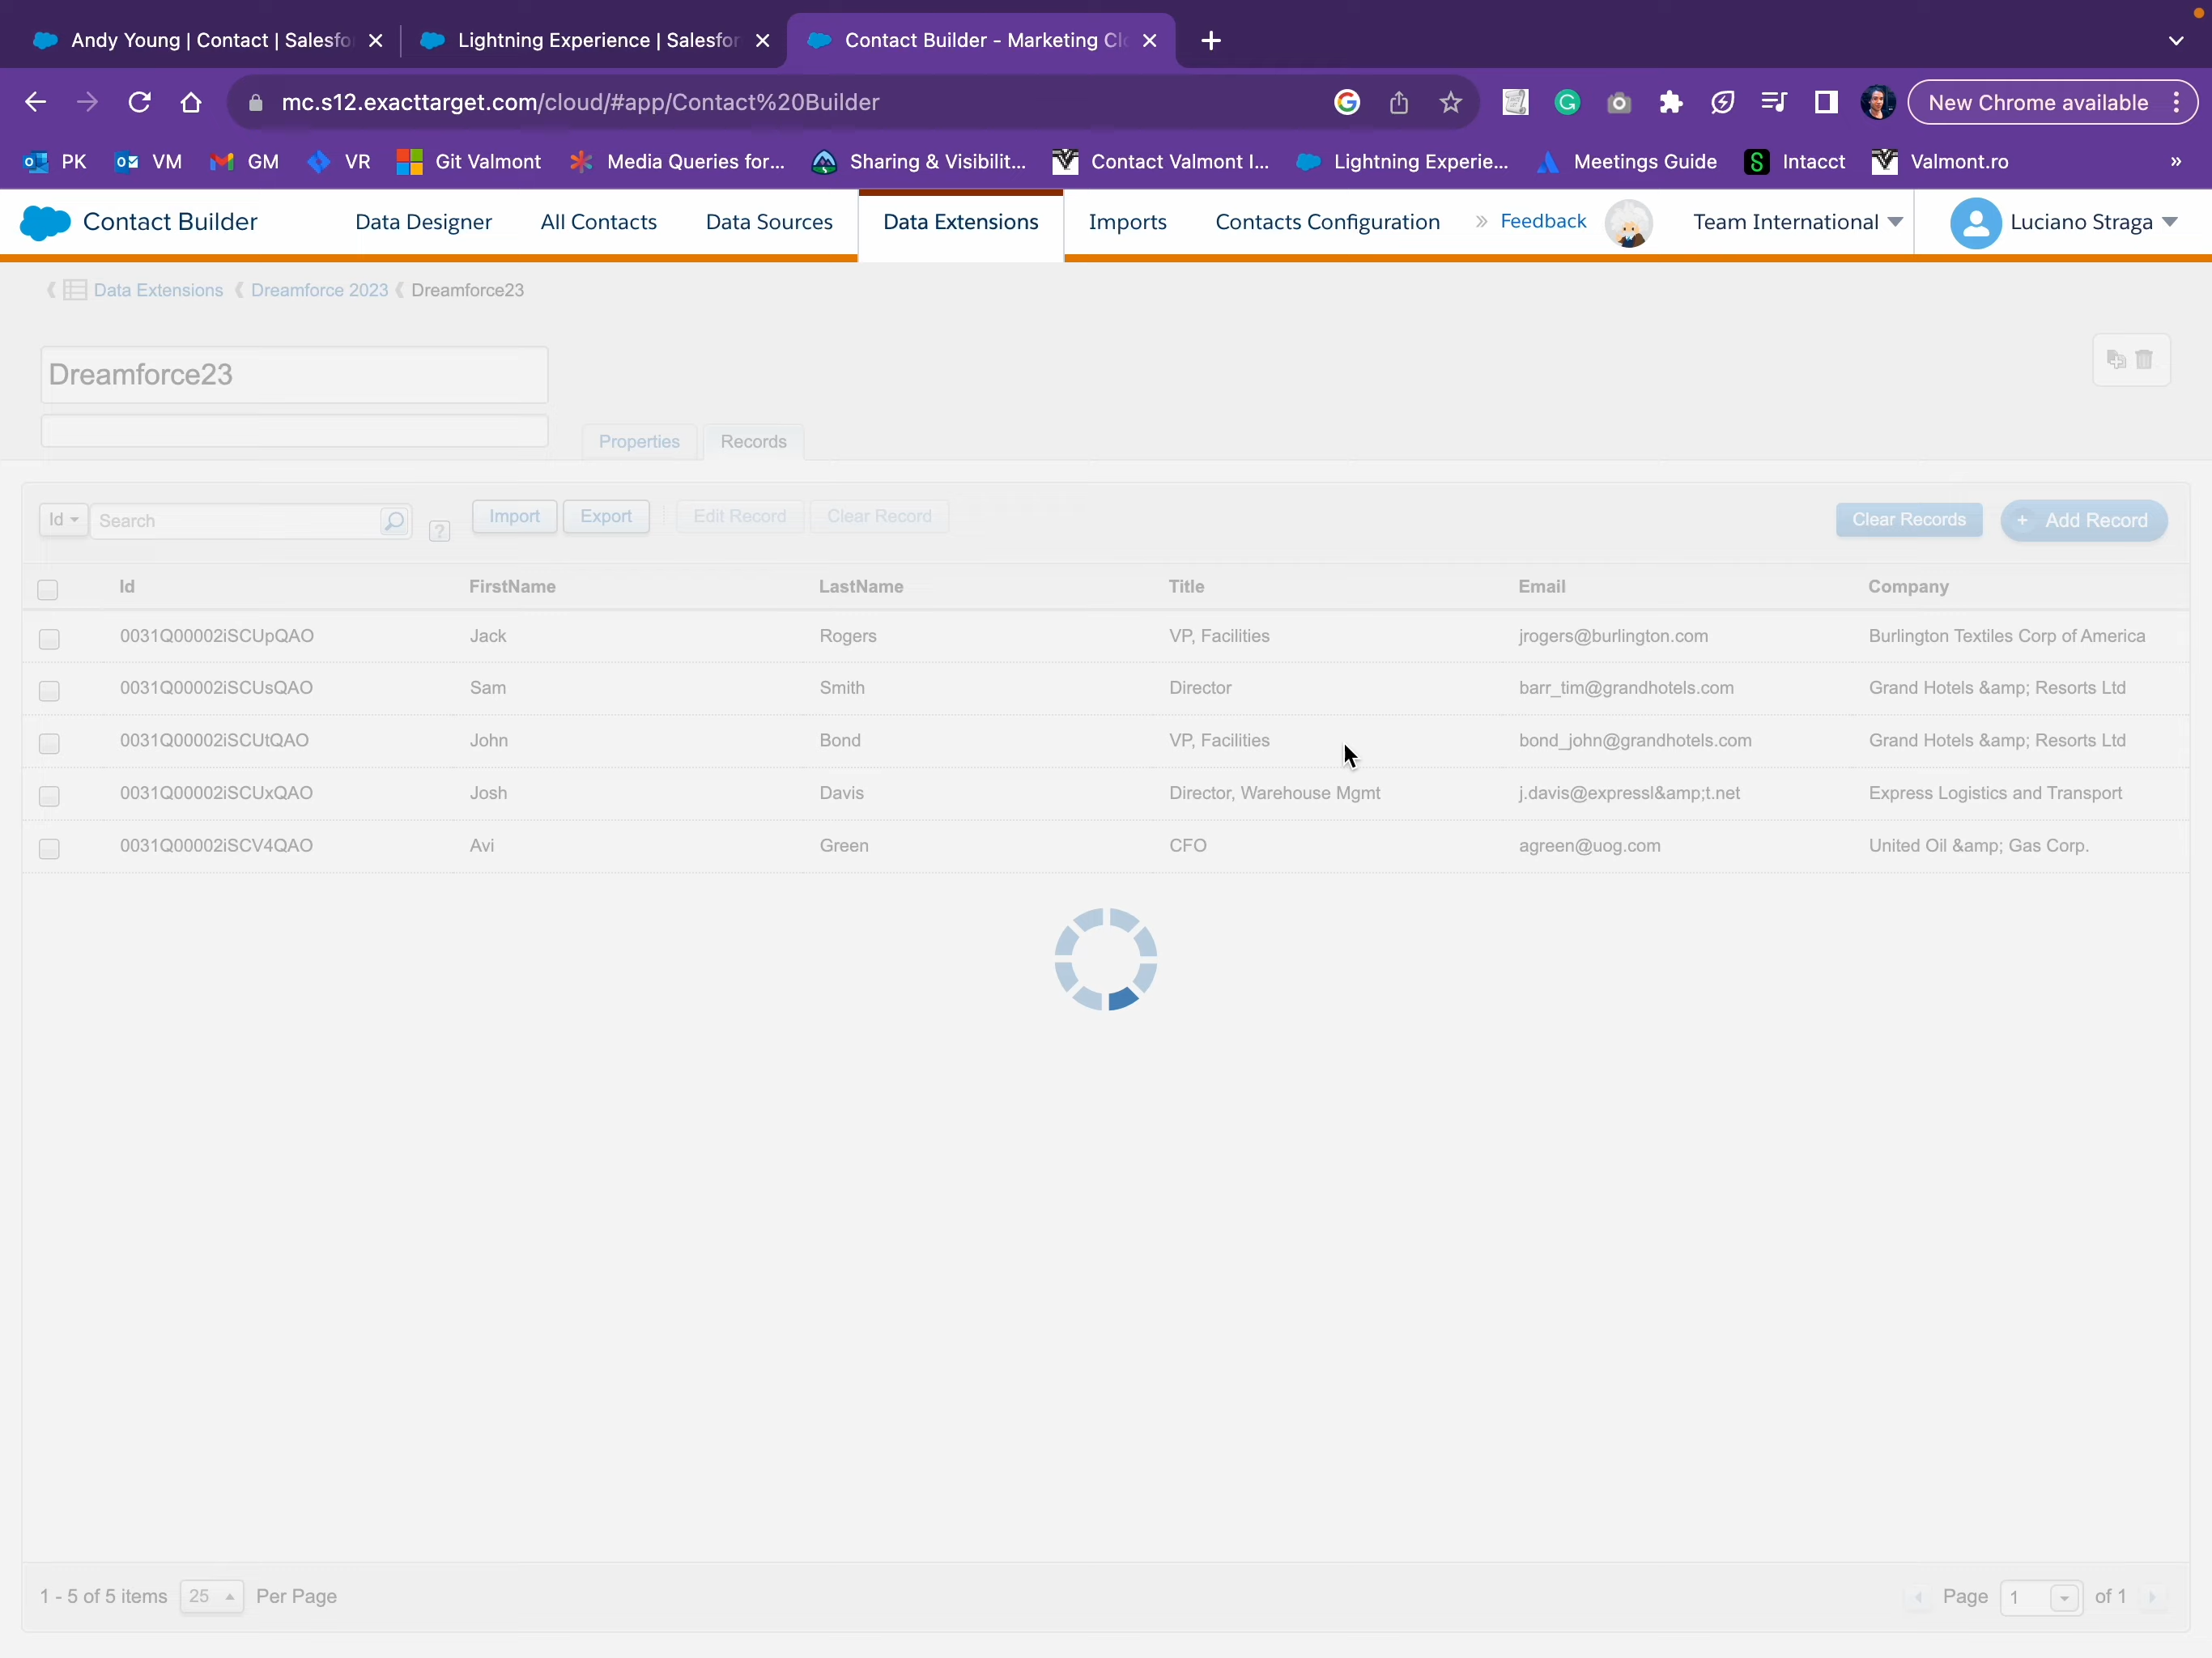 Andy Young | Contact | Salesfo
Lightning Experience | Salesfor
Contact Builder - Marketing Cl
mc.s12.exacttarget.com/cloud/#app/Contact%20Builder
New Chrome available
PK
VM
GM
VR
Git Valmont
Media Queries for...
Sharing & Visibilit...
Contact Valmont I...
Lightning Experie...
Meetings Guide
Intacct
Valmont.ro
»
Contact Builder
Data Designer
All Contacts
Data Sources
Data Extensions
Imports
Contacts Configuration
» Feedback
Team International
Luciano Straga
Data Extensions
Dreamforce 2023
Dreamforce23
Dreamforce23
Properties
Records
Id
Search
?
Import
Export
Edit Record
Clear Record
Clear Records
+ Add Record
Id FirstName LastName Title Email Company
0031Q00002iSCUpQAO Jack Rogers VP, Facilities jrogers@burlington.com Burlington Textiles Corp of America
0031Q00002iSCUsQAO Sam Smith Director barr_tim@grandhotels.com Grand Hotels &amp; Resorts Ltd
0031Q00002iSCUtQAO John Bond VP, Facilities bond_john@grandhotels.com Grand Hotels &amp; Resorts Ltd
0031Q00002iSCUxQAO Josh Davis Director, Warehouse Mgmt j.davis@expressl&amp;t.net Express Logistics and Transport
0031Q00002iSCV4QAO Avi Green CFO agreen@uog.com United Oil &amp; Gas Corp.
1 - 5 of 5 items 25 Per Page
Page 1 of 1